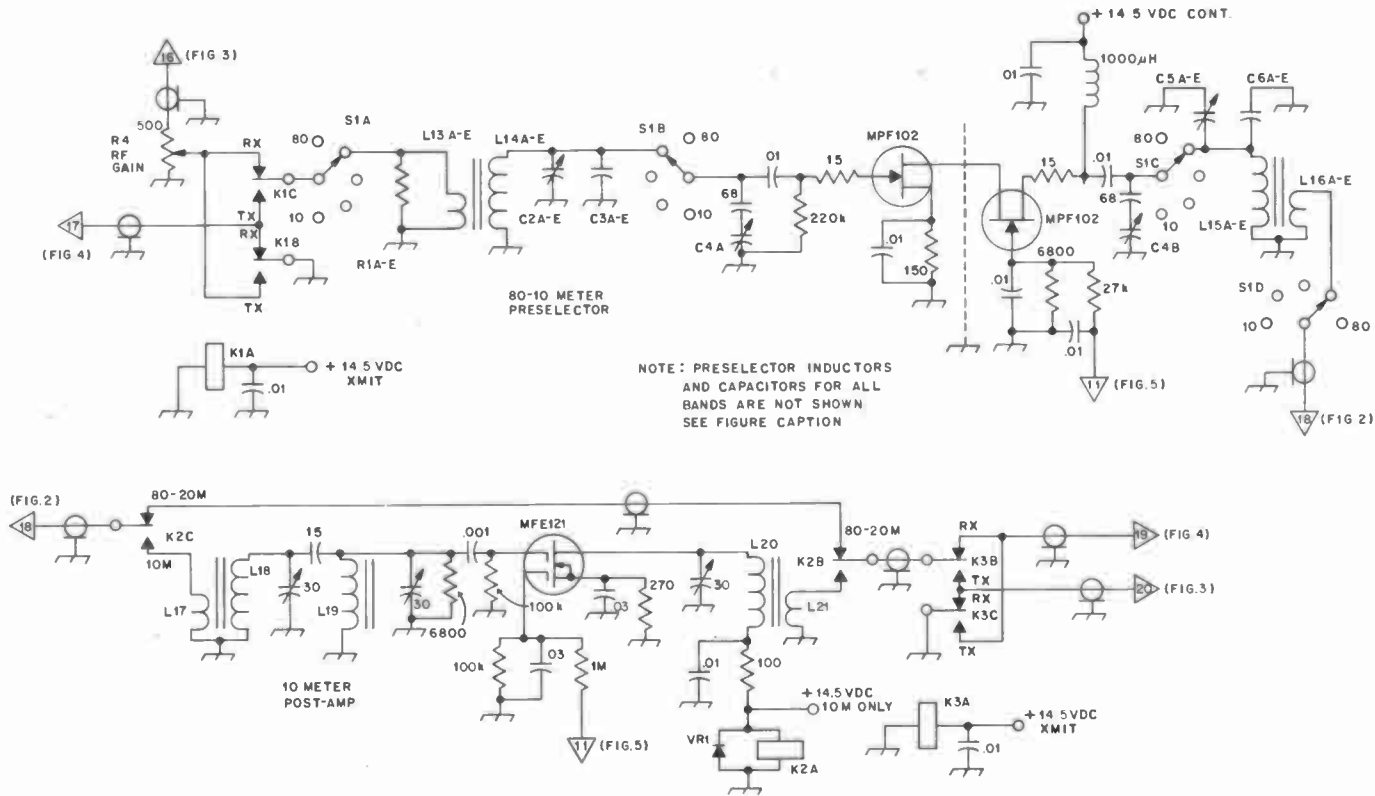 + 14 5 VDC CONT.
16 (FIG 3)
.01
1000µH
C5A-E
C6A-E
500
R4
RF
GAIN
RX
80
S1A
L13A-E
L14A-E
S1B
80
MPF102
80
S1C
K1C
01
15
15
.01
L16A-E
10
68
10
68
10
TX
RX
C2A-E
C3A-E
220k
MPF102
17
(FIG 4)
K18
C4A
.01
6800
C4B
L15A-E
R1A-E
150
.01
27k
TX
80-10 METER
PRESELECTOR
S1D
10
80
.01
K1A
+ 14 5 VDC
XMIT
.01
NOTE: PRESELECTOR INDUCTORS
AND CAPACITORS FOR ALL
BANDS ARE NOT SHOWN
SEE FIGURE CAPTION
11 (FIG.5)
18 (FIG 2)
(FIG.2)
18
80-20M
MFE121
80-20M
RX
19 (FIG 4)
K2C
15
.001
L20
K2B
K3B
10M
L18
TX
RX
20 (FIG.3)
30
30
270
30
L17
L19
100k
.03
L21
K3C
6800
TX
100k
03
1M
.01
100
10 METER
POST-AMP
+ 14.5 VDC
10M ONLY
K3A
+ 14 5 VDC
XMIT
11 (FIG.5)
VR1
.01
K2A